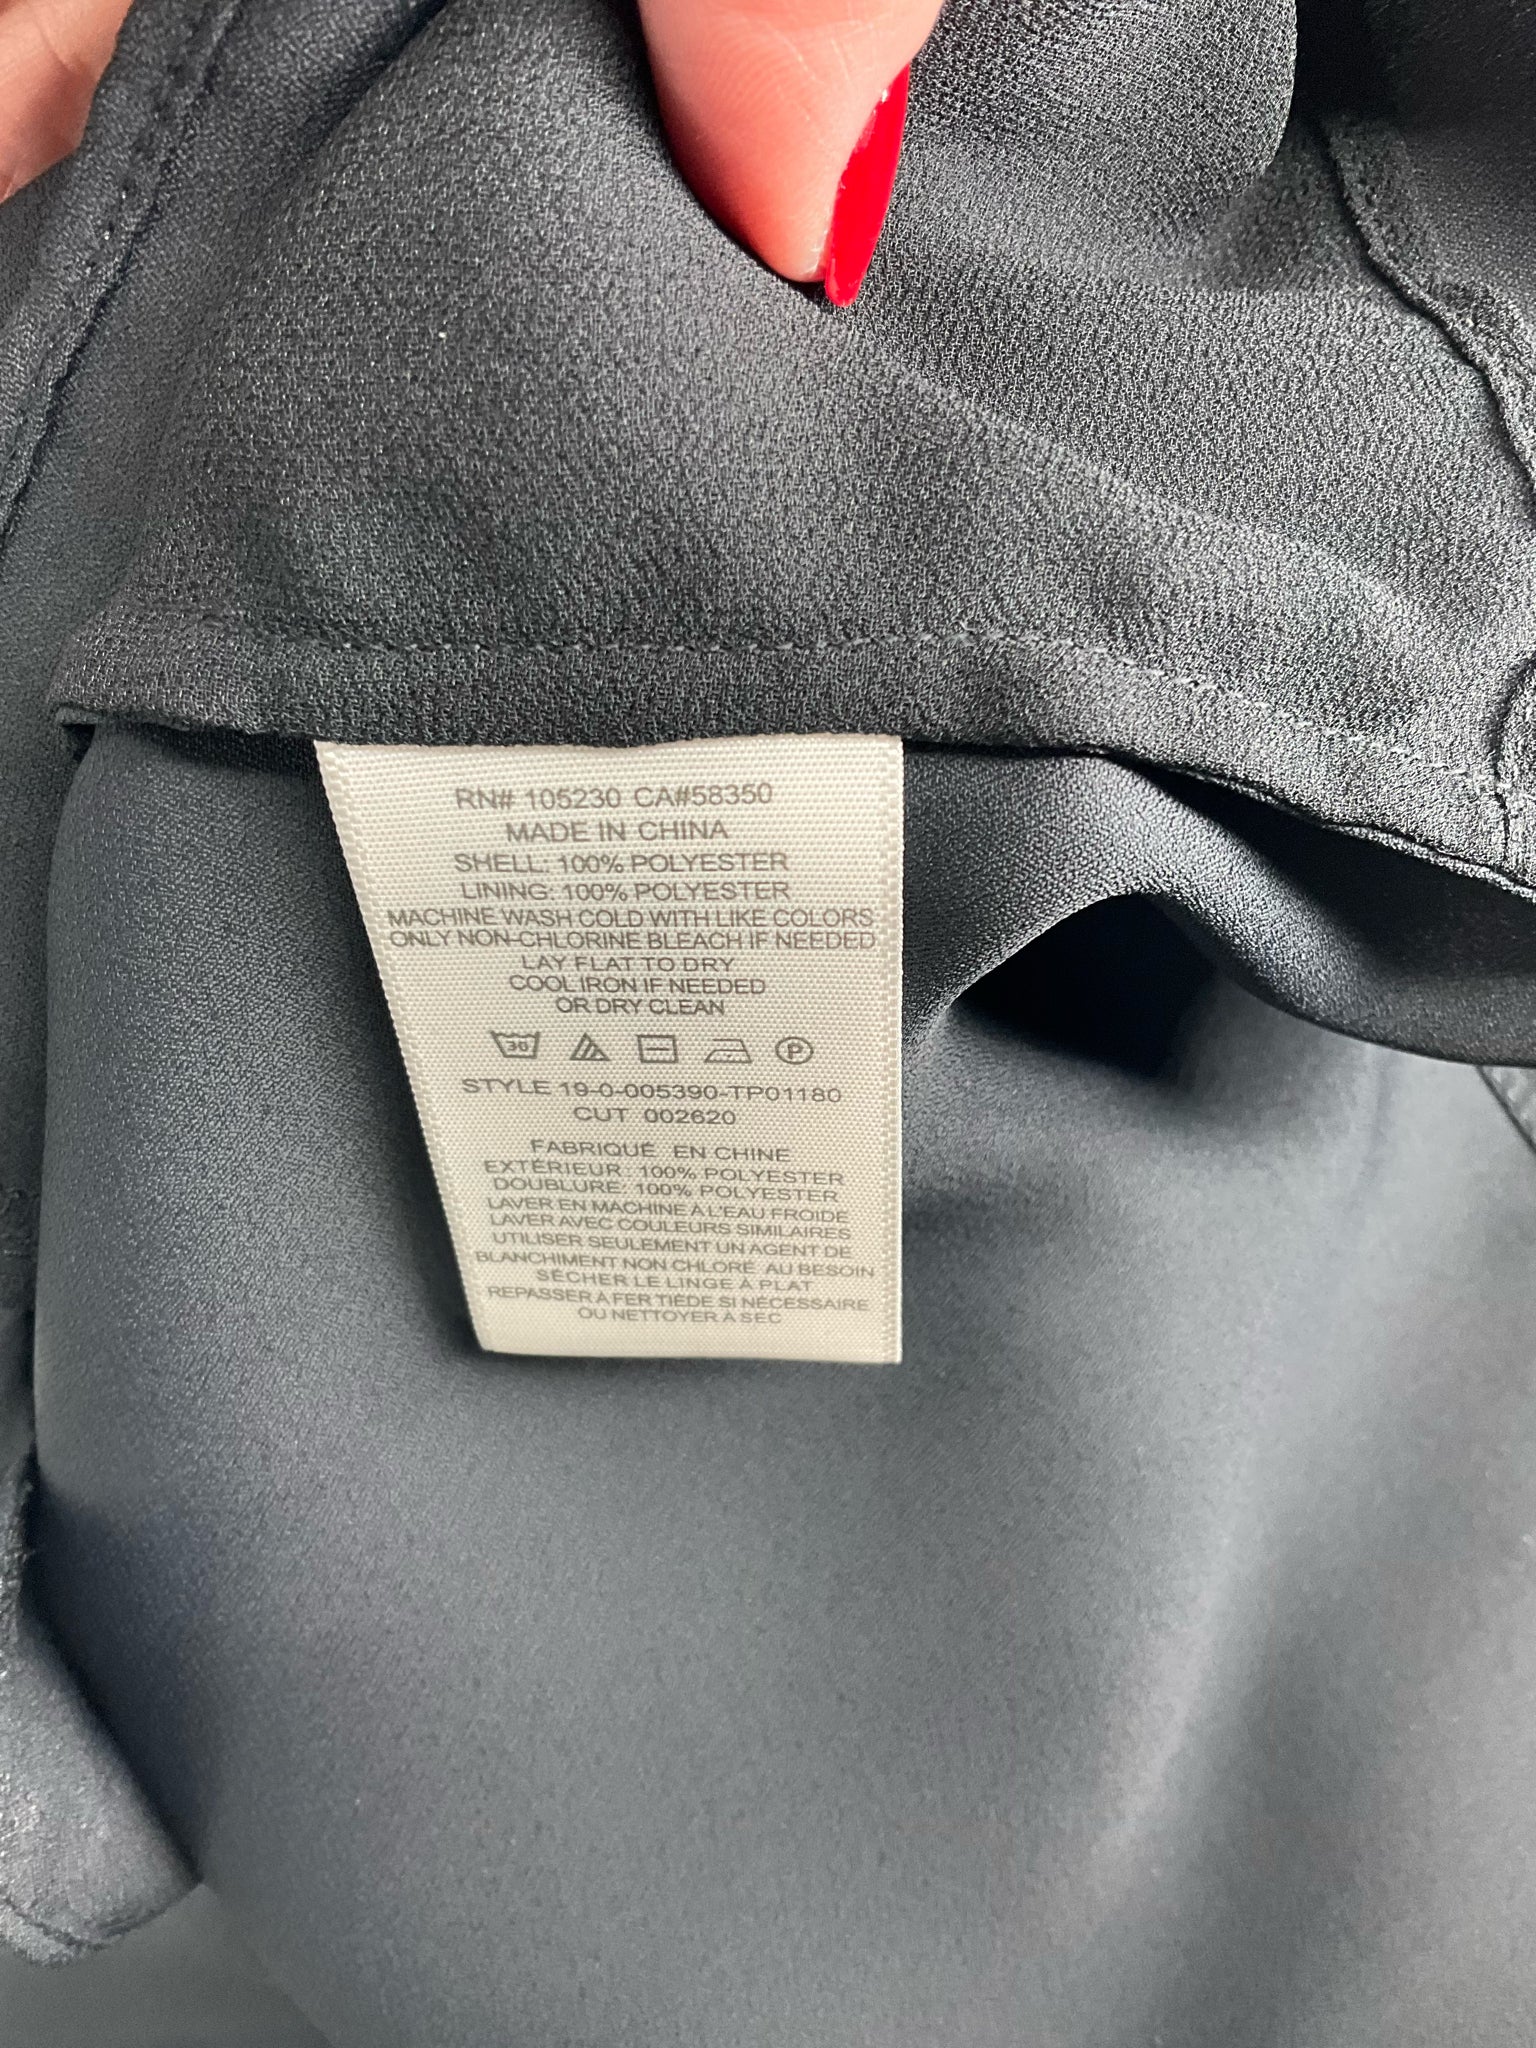 RN# 105230 CA#58350
MADE IN CHINA
SHELL: 100% POLYESTER
LINING: 100% POLYESTER
MACHINE WASH COLD WITH LIKE COLORS
ONLY NON-CHLORINE BLEACH IF NEEDED
LAY FLAT TO DRY
COOL IRON IF NEEDED
OR DRY CLEAN
30 P
STYLE 19-0-005390-TP01180
CUT 002620
FABRIQUÉ EN CHINE
EXTÉRIEUR: 100% POLYESTER
DOUBLURE: 100% POLYESTER
LAVER EN MACHINE À L'EAU FROIDE
LAVER AVEC COULEURS SIMILAIRES
UTILISER SEULEMENT UN AGENT DE
BLANCHIMENT NON CHLORÉ AU BESOIN
SÉCHER LE LINGE À PLAT
REPASSER À FER TIÈDE SI NÉCESSAIRE
OU NETTOYER À SEC